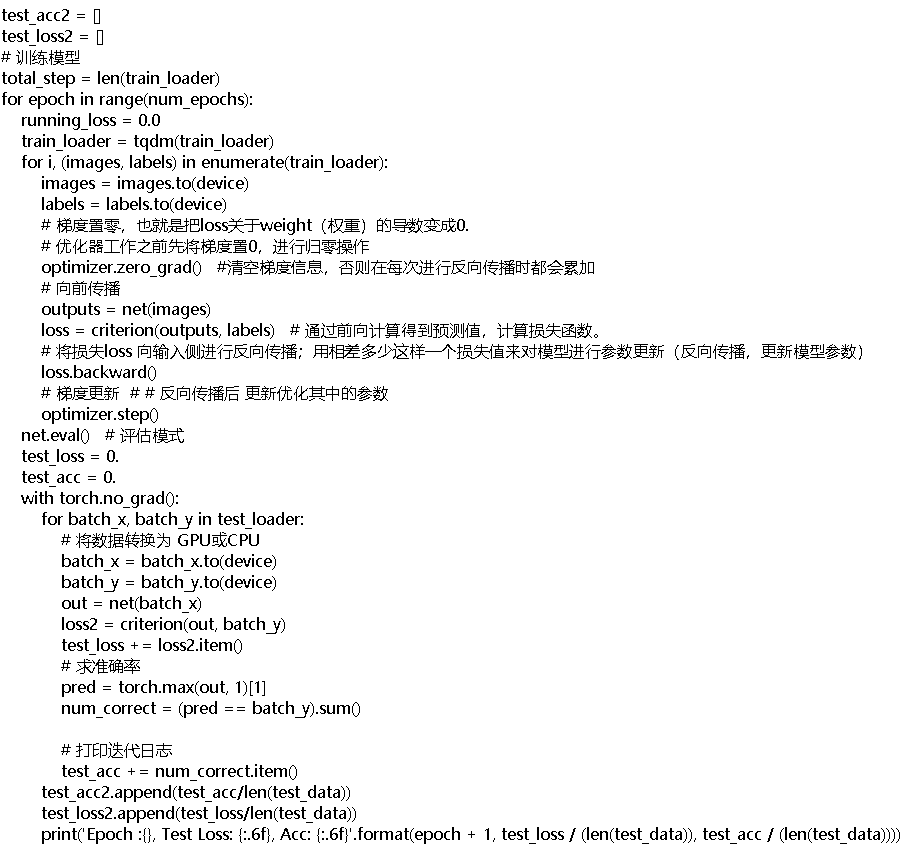 test_acc2 = []
test_loss2 = []
# 训练模型
total_step = len(train_loader)
for epoch in range(num_epochs):
    running_loss = 0.0
    train_loader = tqdm(train_loader)
    for i, (images, labels) in enumerate(train_loader):
        images = images.to(device)
        labels = labels.to(device)
        # 梯度置零，也就是把loss关于weight（权重）的导数变成0.
        # 优化器工作之前先将梯度置0，进行归零操作
        optimizer.zero_grad()   #清空梯度信息，否则在每次进行反向传播时都会累加
        # 向前传播
        outputs = net(images)
        loss = criterion(outputs, labels)   # 通过前向计算得到预测值，计算损失函数。
        # 将损失loss 向输入侧进行反向传播；用相差多少这样一个损失值来对模型进行参数更新（反向传播，更新模型参数）
        loss.backward()
        # 梯度更新  # # 反向传播后 更新优化其中的参数
        optimizer.step()
    net.eval()   # 评估模式
    test_loss = 0.
    test_acc = 0.
    with torch.no_grad():
        for batch_x, batch_y in test_loader:
            # 将数据转换为 GPU或CPU
            batch_x = batch_x.to(device)
            batch_y = batch_y.to(device)
            out = net(batch_x)
            loss2 = criterion(out, batch_y)
            test_loss += loss2.item()
            # 求准确率
            pred = torch.max(out, 1)[1]
            num_correct = (pred == batch_y).sum()

            # 打印迭代日志
            test_acc += num_correct.item()
        test_acc2.append(test_acc/len(test_data))
        test_loss2.append(test_loss/len(test_data))
        print('Epoch :{}, Test Loss: {:.6f}, Acc: {:.6f}'.format(epoch + 1, test_loss / (len(test_data)), test_acc / (len(test_data))))